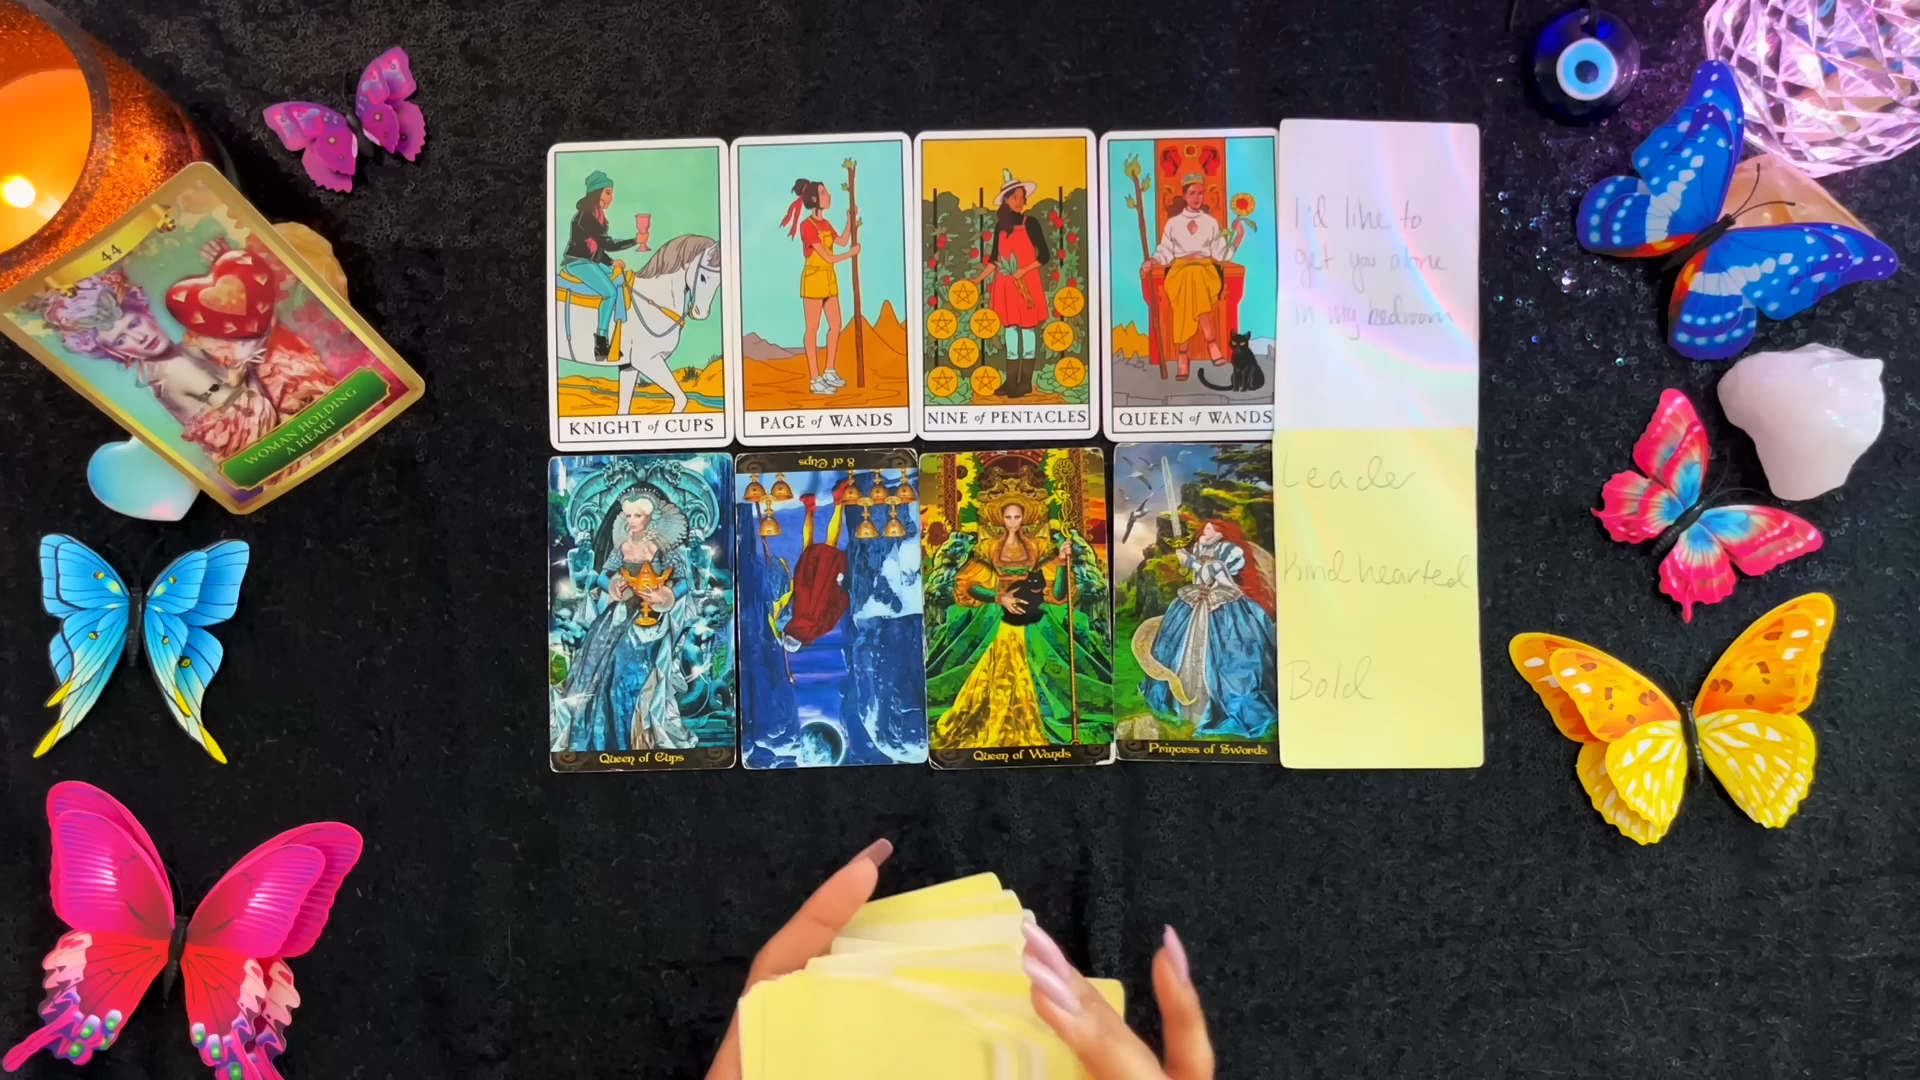 44
WOMAN HOLDING
A HEART
KNIGHT of CUPS
PAGE of WANDS
NINE of PENTACLES
QUEEN of WANDS
I'd like to
get you alone
in my bedroom
Queen of Cups
8 of Cups
Queen of Wands
Princess of Swords
Leader
Kind hearted
Bold